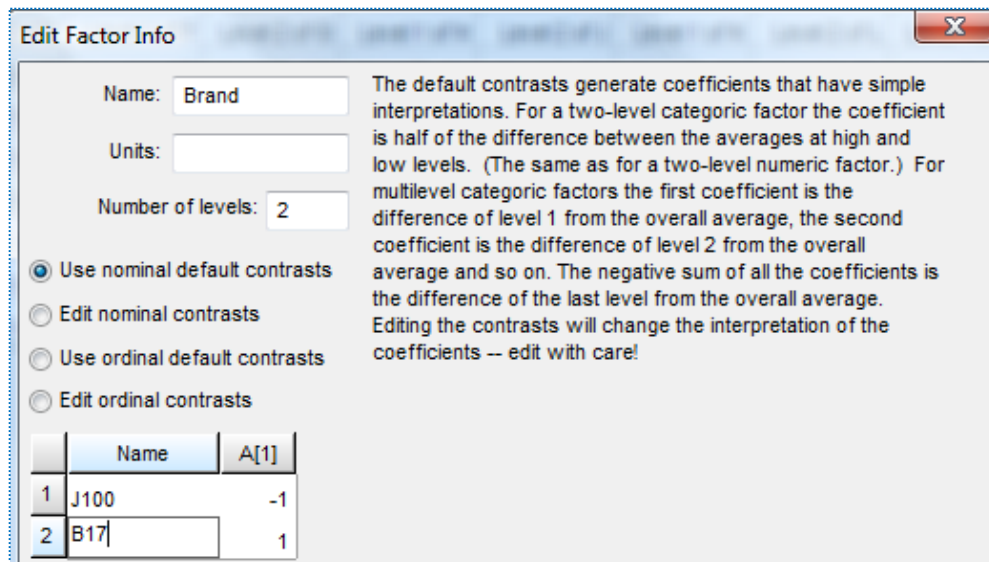 Edit Factor Info
Name: Brand
Units:
Number of levels: 2
Use nominal default contrasts
Edit nominal contrasts
Use ordinal default contrasts
Edit ordinal contrasts
Name A[1]
1 J100 -1
2 B17 1
The default contrasts generate coefficients that have simple
interpretations. For a two-level categoric factor the coefficient
is half of the difference between the averages at high and
low levels. (The same as for a two-level numeric factor.) For
multilevel categoric factors the first coefficient is the
difference of level 1 from the overall average, the second
coefficient is the difference of level 2 from the overall
average and so on. The negative sum of all the coefficients is
the difference of the last level from the overall average.
Editing the contrasts will change the interpretation of the
coefficients -- edit with care!